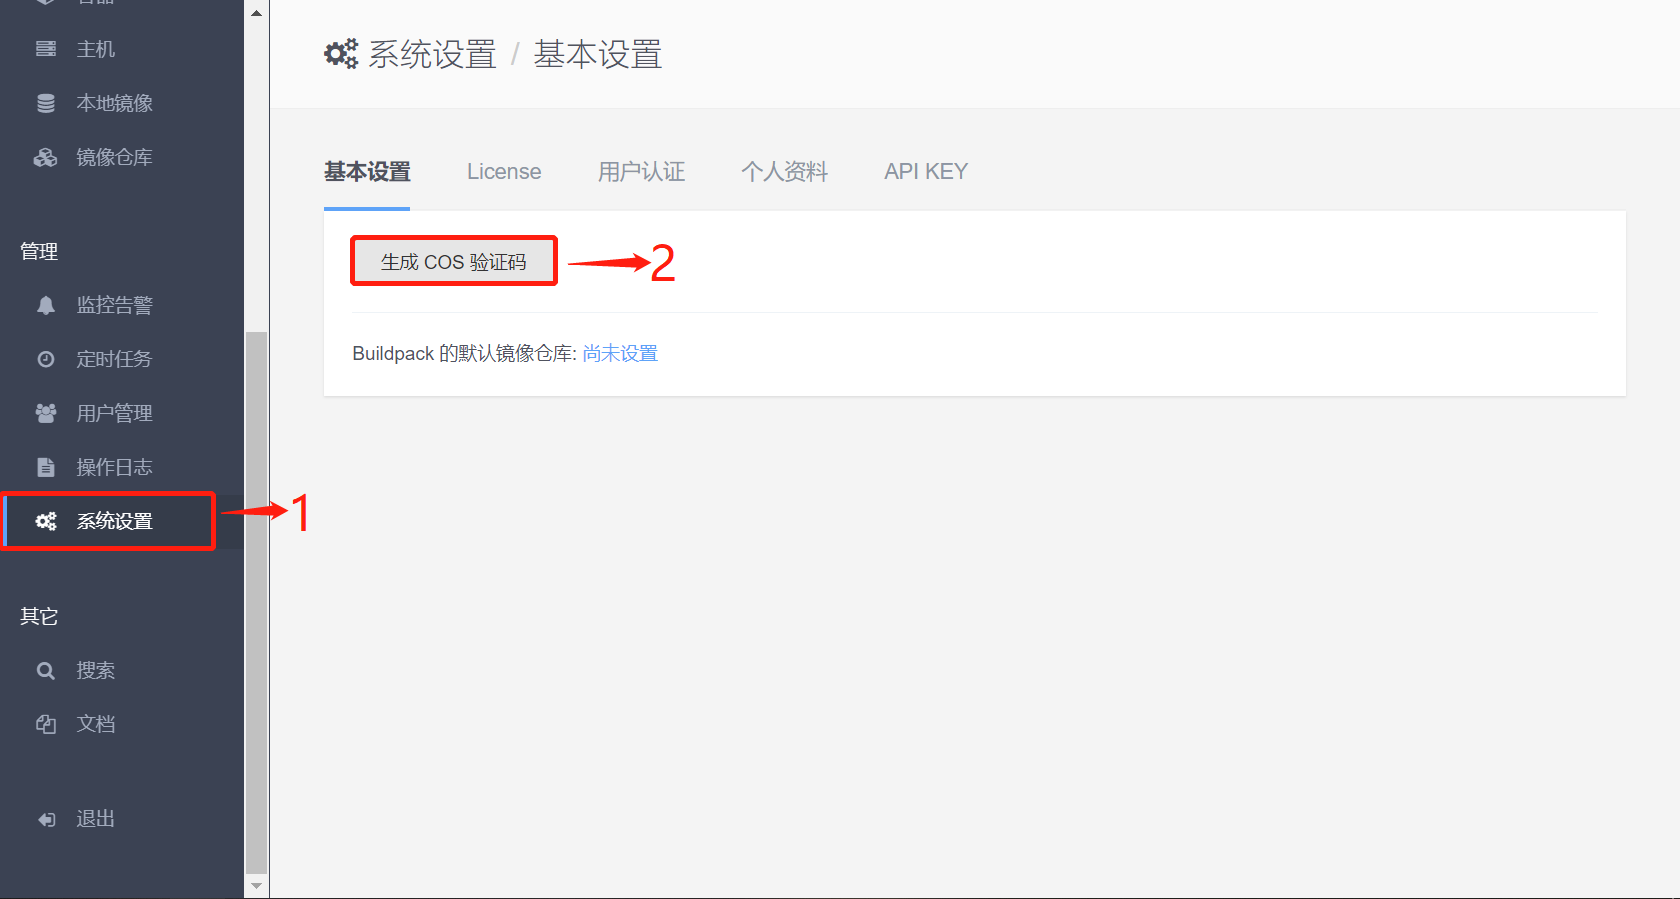 主机
本地镜像
镜像仓库
管理
监控告警
定时任务
用户管理
操作日志
系统设置
1
其它
搜索
文档
退出
系统设置 / 基本设置
基本设置 License 用户认证 个人资料 API KEY
生成 COS 验证码
2
Buildpack 的默认镜像仓库: 尚未设置